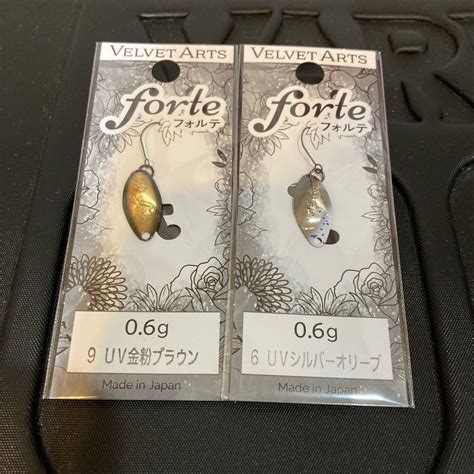 VELVET ARTS
forte
フォルテ
0.6g
9 UV金粉ブラウン
Made in Japan
VELVET ARTS
forte
フォルテ
0.6g
6 UVシルバーオリーブ
Made in Japan